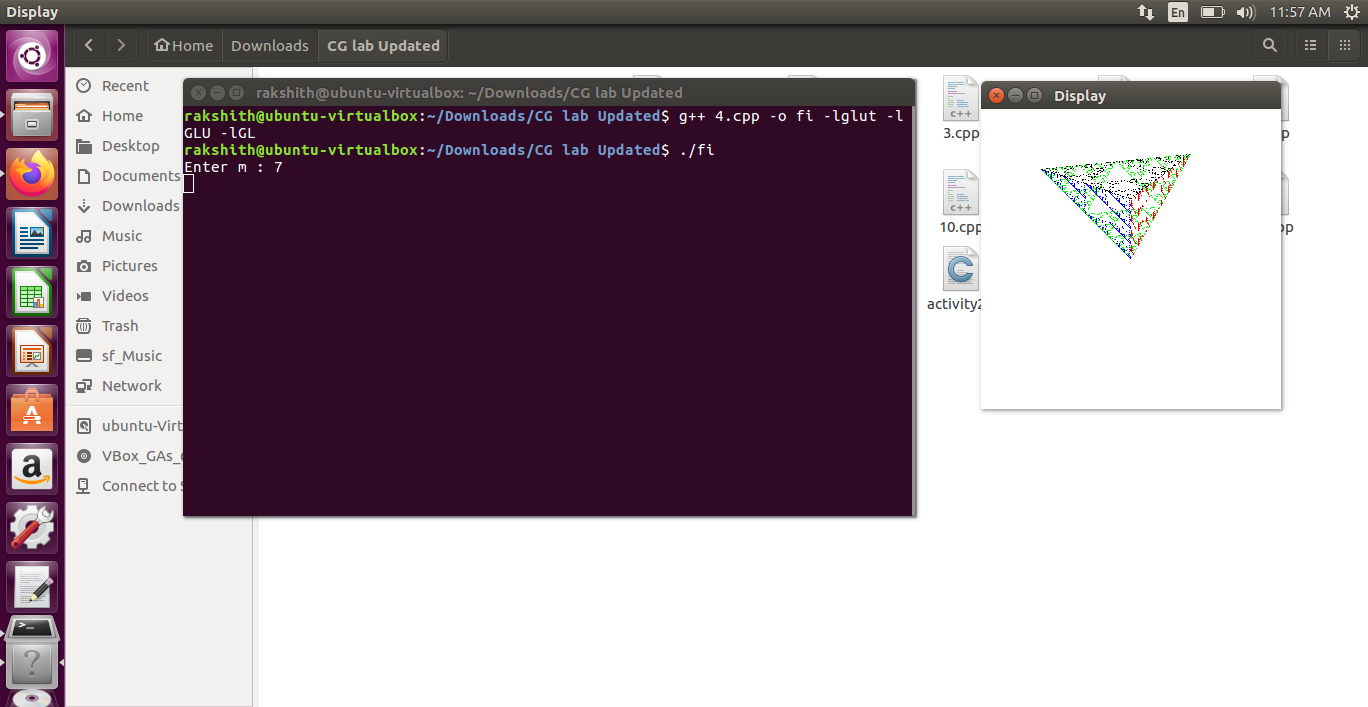 Display
En
11:57 AM
Home
Downloads
CG lab Updated
Recent
Home
Desktop
Documents
Downloads
Music
Pictures
Videos
Trash
sf_Music
Network
ubuntu-Virt
VBox_GAs_
Connect to
rakshith@ubuntu-virtualbox: ~/Downloads/CG lab Updated
rakshith@ubuntu-virtualbox:~/Downloads/CG lab Updated$ g++ 4.cpp -o fi -lglut -l
GLU -lGL
rakshith@ubuntu-virtualbox:~/Downloads/CG lab Updated$ ./fi
Enter m : 7
C++
3.cpp
C++
10.cpp
C
activity2
Display
p
pp
a
A
>_
?